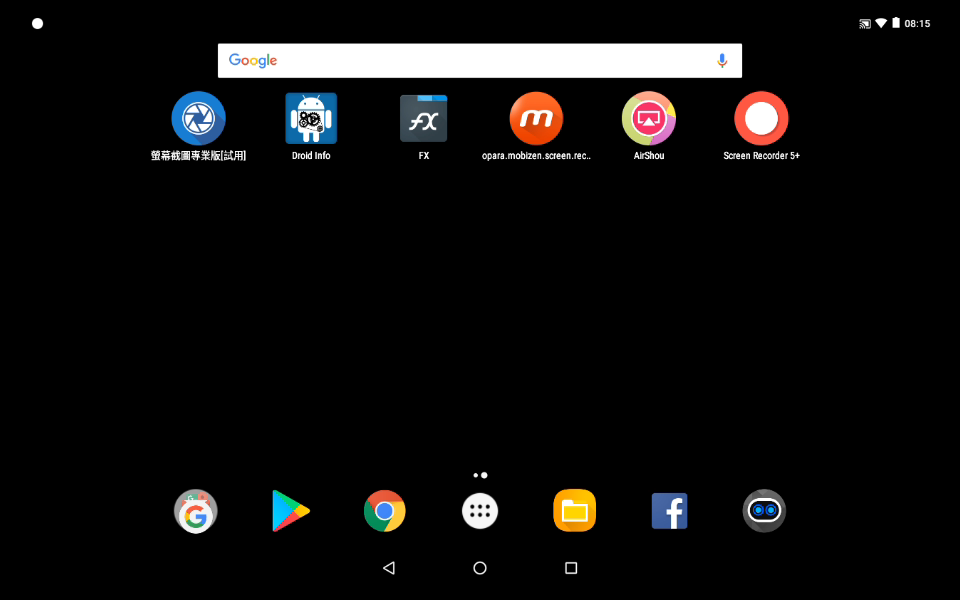 08:15
Google
螢幕截圖專業版[試用]
Droid Info
FX
opara.mobizen.screen.rec..
AirShou
Screen Recorder 5+